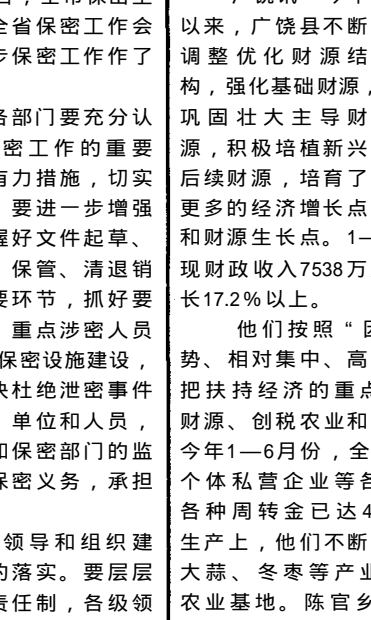 全省保密工作会
步保密工作作了
各部门要充分认
密工作的重要
有力措施，切实
要进一步增强
握好文件起草、
保管、清退销
要环节，抓好要
重点涉密人员
保密设施建设，
决杜绝泄密事件
单位和人员，
和保密部门的监
保密义务，承担
领导和组织建
的落实。要层层
责任制，各级领
以来，广饶县不断
调整优化财源结
构，强化基础财源，
巩固壮大主导财
源，积极培植新兴
后续财源，培育了
更多的经济增长点
和财源生长点。1—
现财政收入7538万
长17.2％以上。
他们按照“因
势、相对集中、高
把扶持经济的重点
财源、创税农业和
今年1—6月份，全
个体私营企业等各
各种周转金已达4
生产上，他们不断
大蒜、冬枣等产业
农业基地。陈官乡